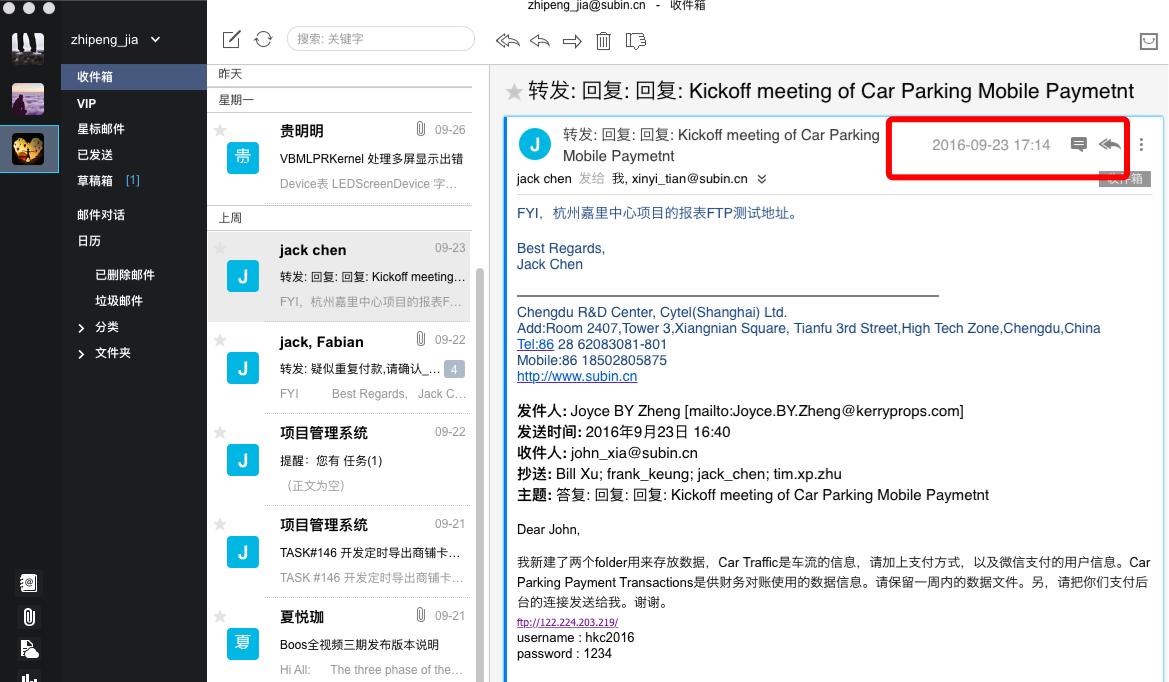 zhipeng_jia@subin.cn - 收件箱
zhipeng_jia
搜索: 关键字
收件箱
VIP
星标邮件
已发送
草稿箱 [1]
邮件对话
日历
已删除邮件
垃圾邮件
分类
文件夹
昨天
星期一
贵明明 09-26
贵
VBMLPRKernel 处理多屏显示出错
Device表 LEDScreenDevice 字…
上周
jack chen 09-23
J
转发: 回复: 回复: Kickoff meeting…
FYI，杭州嘉里中心项目的报表F…
jack, Fabian 09-22
J
转发: 疑似重复付款,请确认_… 4
FYI Best Regards, Jack C…
项目管理系统 09-22
J
提醒：您有 任务(1)
（正文为空）
项目管理系统 09-21
J
TASK#146 开发定时导出商铺卡…
TASK #146 开发定时导出商铺卡…
夏悦珈 09-21
夏
Boos全视频三期发布版本说明
Hi All: The three phase of the…
转发: 回复: 回复: Kickoff meeting of Car Parking Mobile Paymetnt
J
转发: 回复: 回复: Kickoff meeting of Car Parking
Mobile Paymetnt
2016-09-23 17:14
jack chen 发给 我, xinyi_tian@subin.cn
收件箱
FYI，杭州嘉里中心项目的报表FTP测试地址。
Best Regards,
Jack Chen
Chengdu R&D Center, Cytel(Shanghai) Ltd.
Add:Room 2407,Tower 3,Xiangnian Square, Tianfu 3rd Street,High Tech Zone,Chengdu,China
Tel:86 28 62083081-801
Mobile:86 18502805875
http://www.subin.cn
发件人: Joyce BY Zheng [mailto:Joyce.BY.Zheng@kerryprops.com]
发送时间: 2016年9月23日 16:40
收件人: john_xia@subin.cn
抄送: Bill Xu; frank_keung; jack_chen; tim.xp.zhu
主题: 答复: 回复: 回复: Kickoff meeting of Car Parking Mobile Paymetnt
Dear John,
我新建了两个folder用来存放数据，Car Traffic是车流的信息，请加上支付方式，以及微信支付的用户信息。Car
Parking Payment Transactions是供财务对账使用的数据信息。请保留一周内的数据文件。另，请把你们支付后
台的连接发送给我。谢谢。
ftp://122.224.203.219/
username : hkc2016
password : 1234